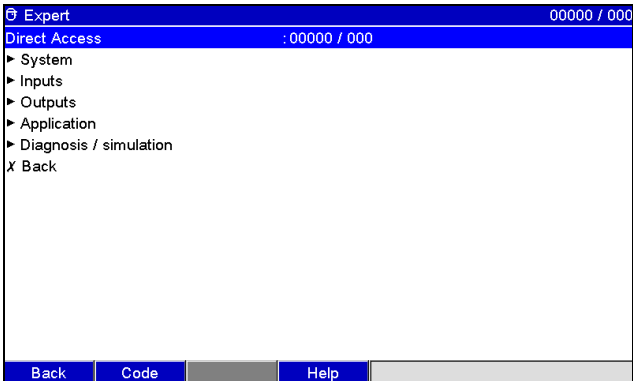 Expert 00000 / 000
Direct Access :00000 / 000
► System
► Inputs
► Outputs
► Application
► Diagnosis / simulation
X Back
Back Code Help